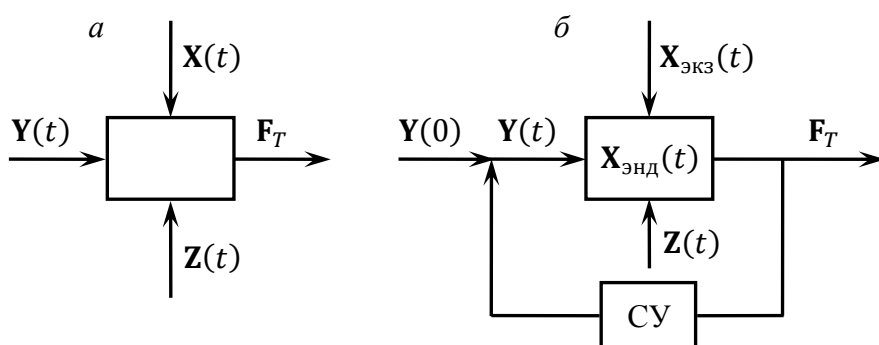 а
X(t)
Y(t)
F_T
Z(t)
б
X_экз(t)
Y(0)
Y(t)
X_энд(t)
F_T
Z(t)
СУ